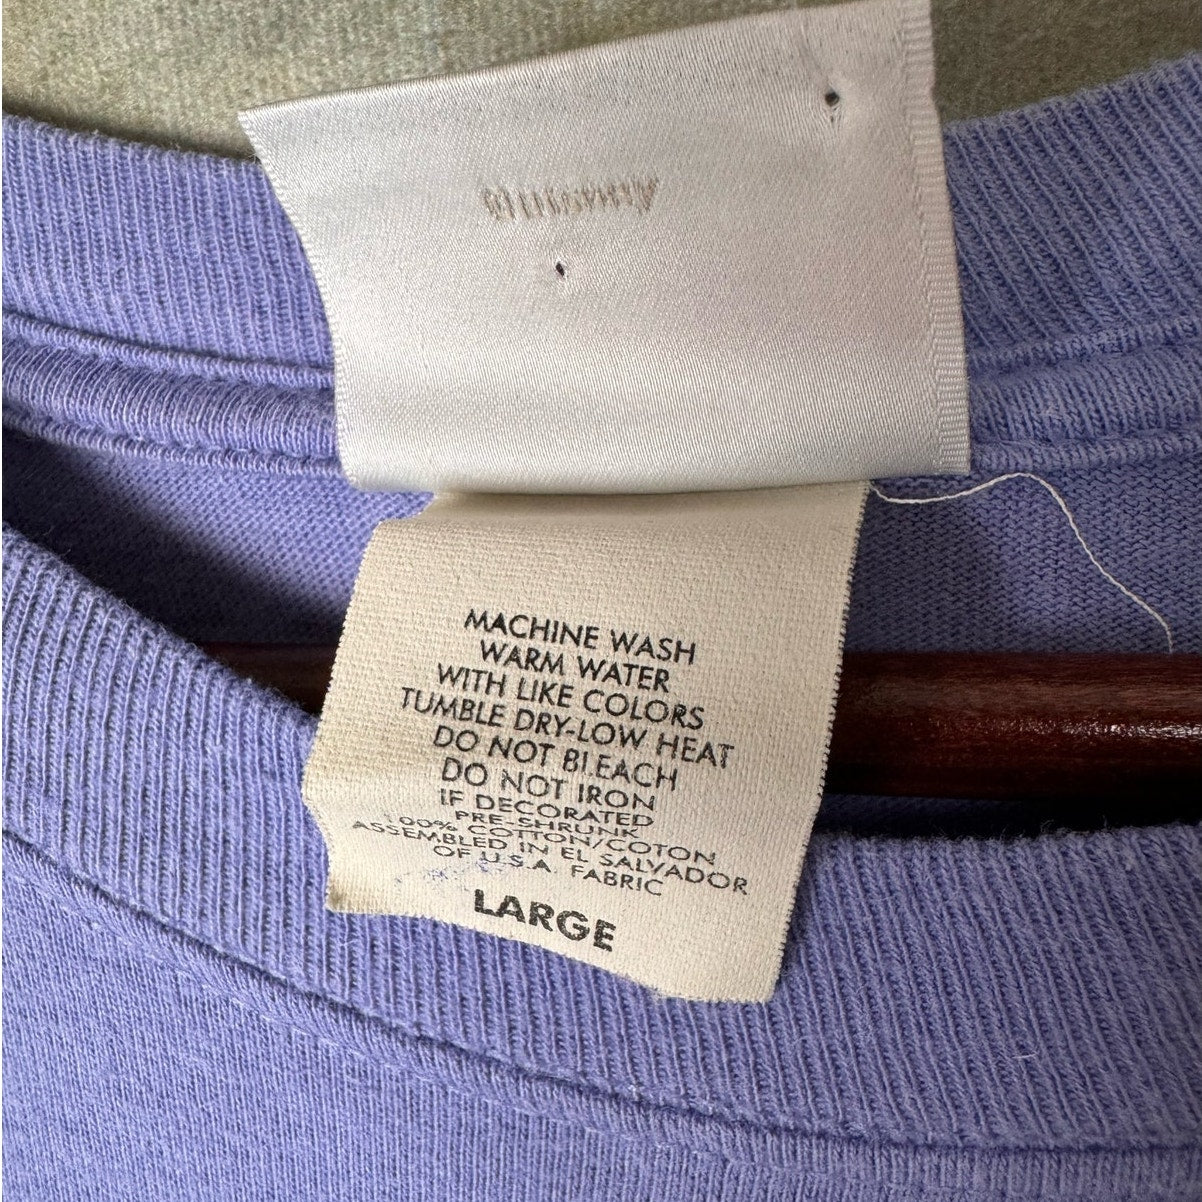 MACHINE WASH
WARM WATER
WITH LIKE COLORS
TUMBLE DRY-LOW HEAT
DO NOT BLEACH
DO NOT IRON
IF DECORATED
PRE-SHRUNK
100% COTTON/COTON
ASSEMBLED IN EL SALVADOR
OF U.S.A. FABRIC
LARGE